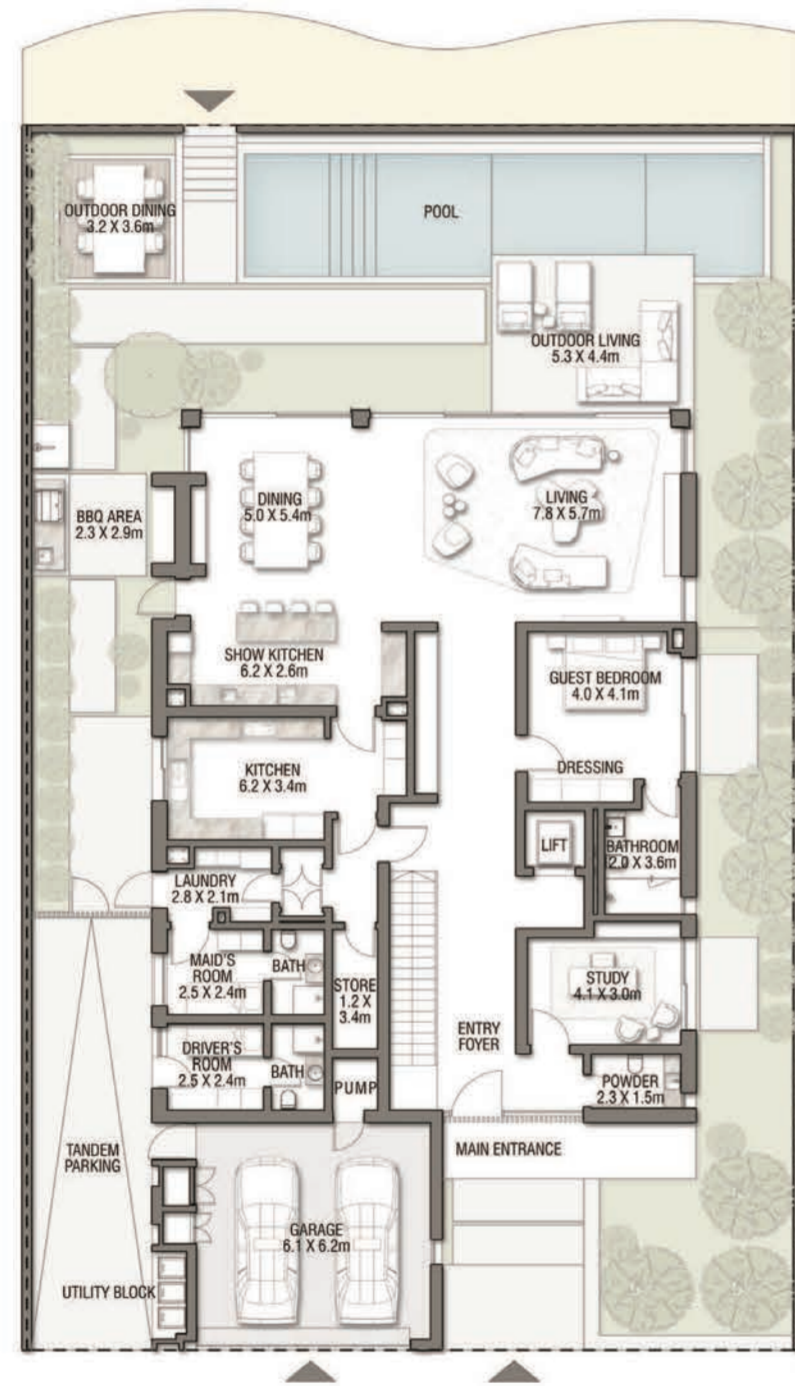 OUTDOOR DINING
3.2 X 3.6m
POOL
OUTDOOR LIVING
5.3 X 4.4m
DINING
5.0 X 5.4m
LIVING
7.8 X 5.7m
BBQ AREA
2.3 X 2.9m
SHOW KITCHEN
6.2 X 2.6m
GUEST BEDROOM
4.0 X 4.1m
KITCHEN
6.2 X 3.4m
DRESSING
LIFT
BATHROOM
2.0 X 3.6m
LAUNDRY
2.8 X 2.1m
MAID'S
ROOM
2.5 X 2.4m
BATH
STORE
1.2 X
3.4m
STUDY
4.1 X 3.0m
ENTRY
FOYER
DRIVER'S
ROOM
2.5 X 2.4m
BATH
PUMP
POWDER
2.3 X 1.5m
TANDEM
PARKING
MAIN ENTRANCE
GARAGE
6.1 X 6.2m
UTILITY BLOCK